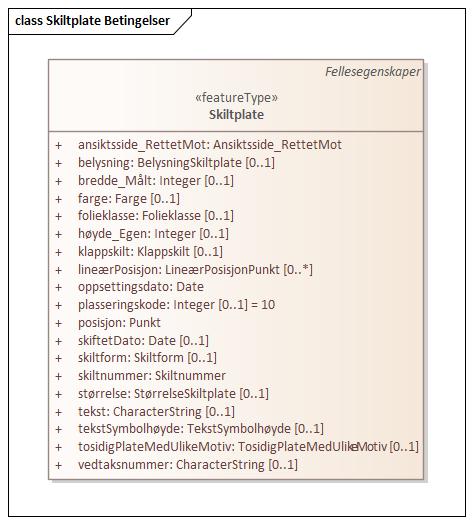 class Skiltplate Betingelser
Fellesegenskaper
«featureType»
Skiltplate
+ ansiktsside_RettetMot: Ansiktsside_RettetMot
+ belysning: BelysningSkiltplate [0..1]
+ bredde_Målt: Integer [0..1]
+ farge: Farge [0..1]
+ folieklasse: Folieklasse [0..1]
+ høyde_Egen: Integer [0..1]
+ klappskilt: Klappskilt [0..1]
+ lineærPosisjon: LineærPosisjonPunkt [0..*]
+ oppsettingsdato: Date
+ plasseringskode: Integer [0..1] = 10
+ posisjon: Punkt
+ skiftetDato: Date [0..1]
+ skiltform: Skiltform [0..1]
+ skiltnummer: Skiltnummer
+ størrelse: StørrelseSkiltplate [0..1]
+ tekst: CharacterString [0..1]
+ tekstSymbolhøyde: TekstSymbolhøyde [0..1]
+ tosidigPlateMedUlikeMotiv: TosidigPlateMedUlikeMotiv [0..1]
+ vedtaksnummer: CharacterString [0..1]